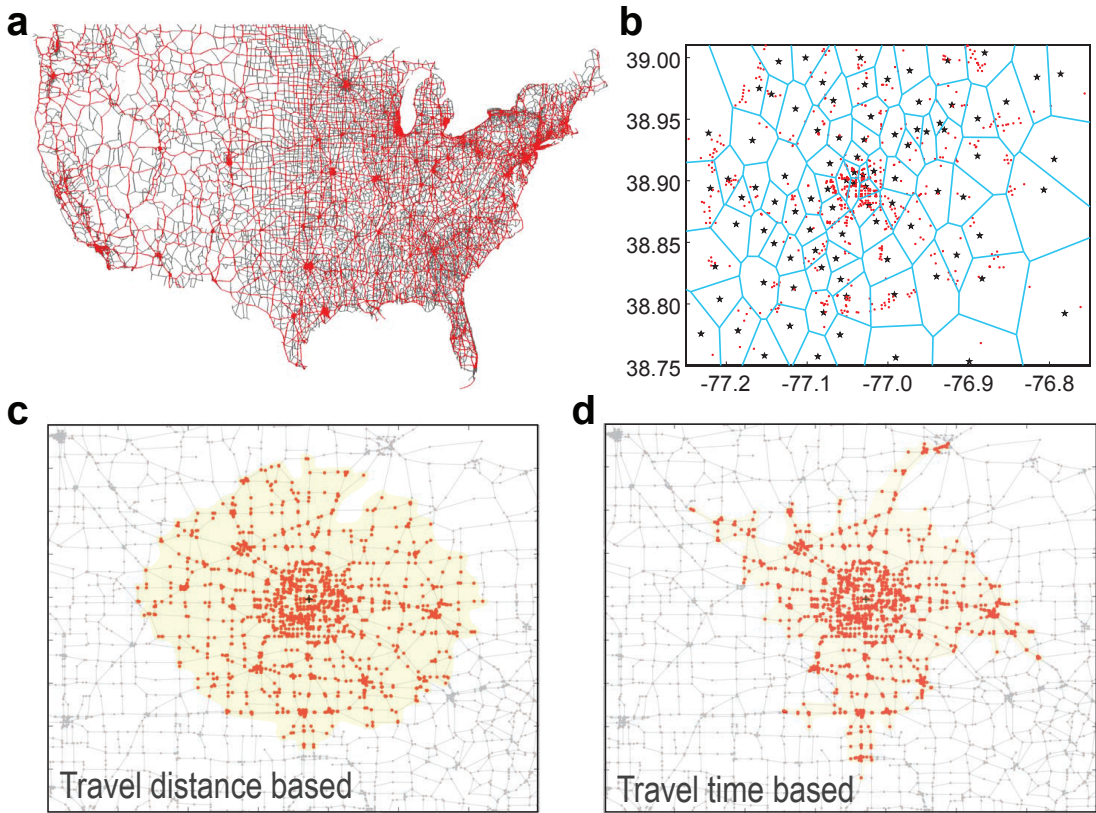 a
b
39.00
38.95
38.90
38.85
38.80
38.75
-77.2 -77.1 -77.0 -76.9 -76.8
c
d
Travel distance based
Travel time based